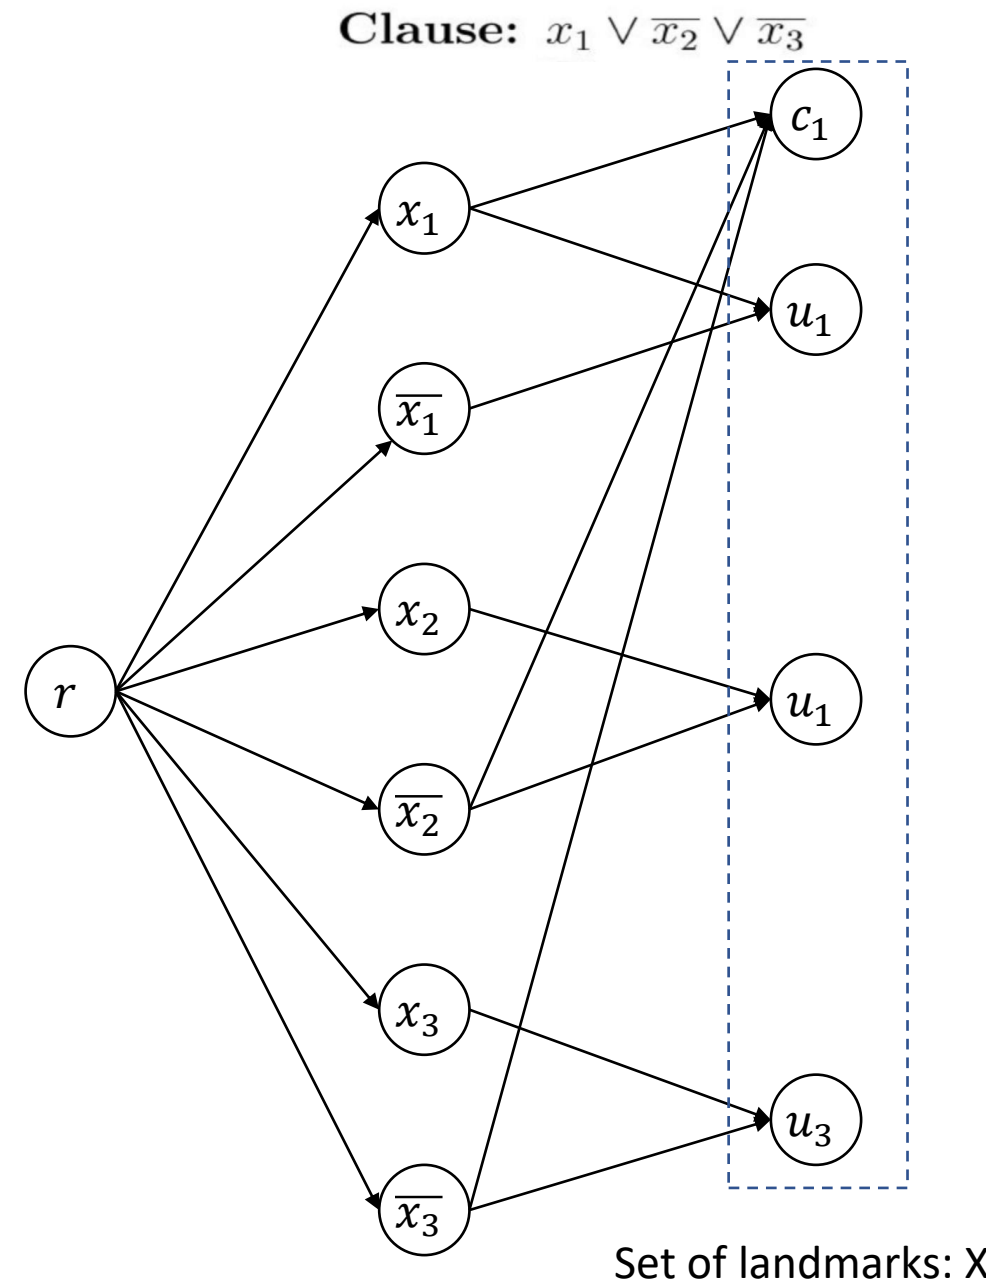 Clause: x₁ ∨ x̅₂ ∨ x̅₃
c₁
x₁
u₁
x̅₁
x₂
r
u₁
x̅₂
x₃
u₃
x̅₃
Set of landmarks: X